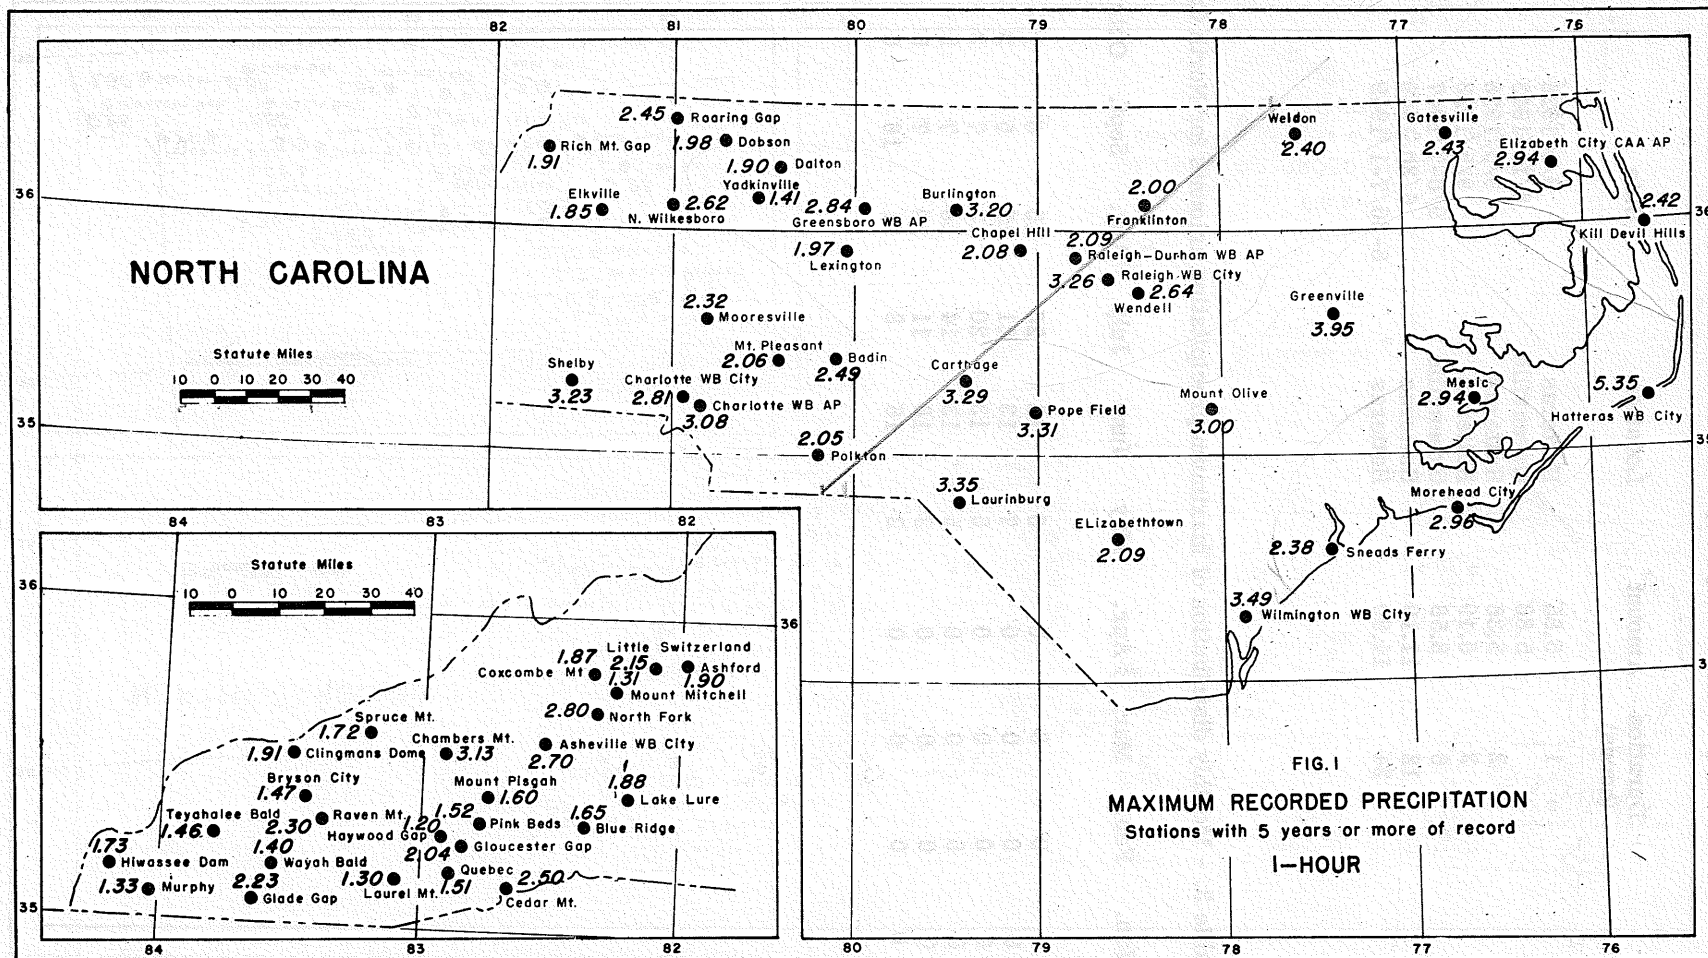 82 81 80 79 78 77 76
NORTH CAROLINA
Statute Miles
10 0 10 20 30 40
36
35
2.45 Roaring Gap
1.98 Dobson
Rich Mt. Gap
1.91
1.90 Dalton
Yadkinville
1.41
Elkville
1.85
2.62
N. Wilkesboro
2.84
Greensboro WB AP
Burlington
3.20
1.97
Lexington
Chapel Hill
2.08
2.00
Franklinton
2.09
Raleigh-Durham WB AP
3.26
Raleigh WB City
2.64
Wendell
Weldon
2.40
Gatesville
2.43
Elizabeth City CAA AP
2.94
2.42
Kill Devil Hills
36
Greenville
3.95
2.32
Mooresville
Mt. Pleasant
2.06
Badin
2.49
Shelby
3.23
Charlotte WB City
2.81
Charlotte WB AP
3.08
2.05
Polkton
Carthage
3.29
Pope Field
3.31
Mount Olive
3.00
Mesic
2.94
5.35
Hatteras WB City
35
3.35
Laurinburg
ELizabethtown
2.09
Morehead City
2.96
2.38 Sneads Ferry
3.49
Wilmington WB City
84 83 82
Statute Miles
10 0 10 20 30 40
36
36
35
Little Switzerland
1.87
Coxcombe Mt
2.15
Ashford
1.90
1.31
Mount Mitchell
2.80
North Fork
Spruce Mt.
1.72
1.91
Clingmans Dome
Chambers Mt.
3.13
Asheville WB City
2.70
Bryson City
1.47
Mount Pisgah
1.60
1.88
Lake Lure
Teyahalee Bald
1.46
Raven Mt.
2.30
Haywood Gap
1.20
1.52
Pink Beds
1.65
Blue Ridge
Gloucester Gap
2.04
1.73
Hiwassee Dam
1.40
Wayah Bald
1.33 Murphy
2.23
Glade Gap
1.30
Laurel Mt.
Quebec
1.51
2.50
Cedar Mt.
84 83 82
FIG. 1
MAXIMUM RECORDED PRECIPITATION
Stations with 5 years or more of record
1-HOUR
80 79 78 77 76